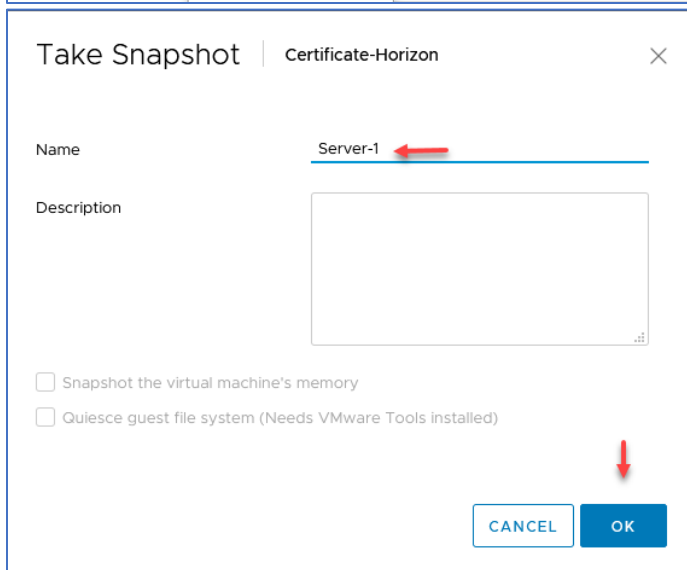 Take Snapshot Certificate-Horizon
Name Server-1
Description
Snapshot the virtual machine's memory
Quiesce guest file system (Needs VMware Tools installed)
CANCEL OK